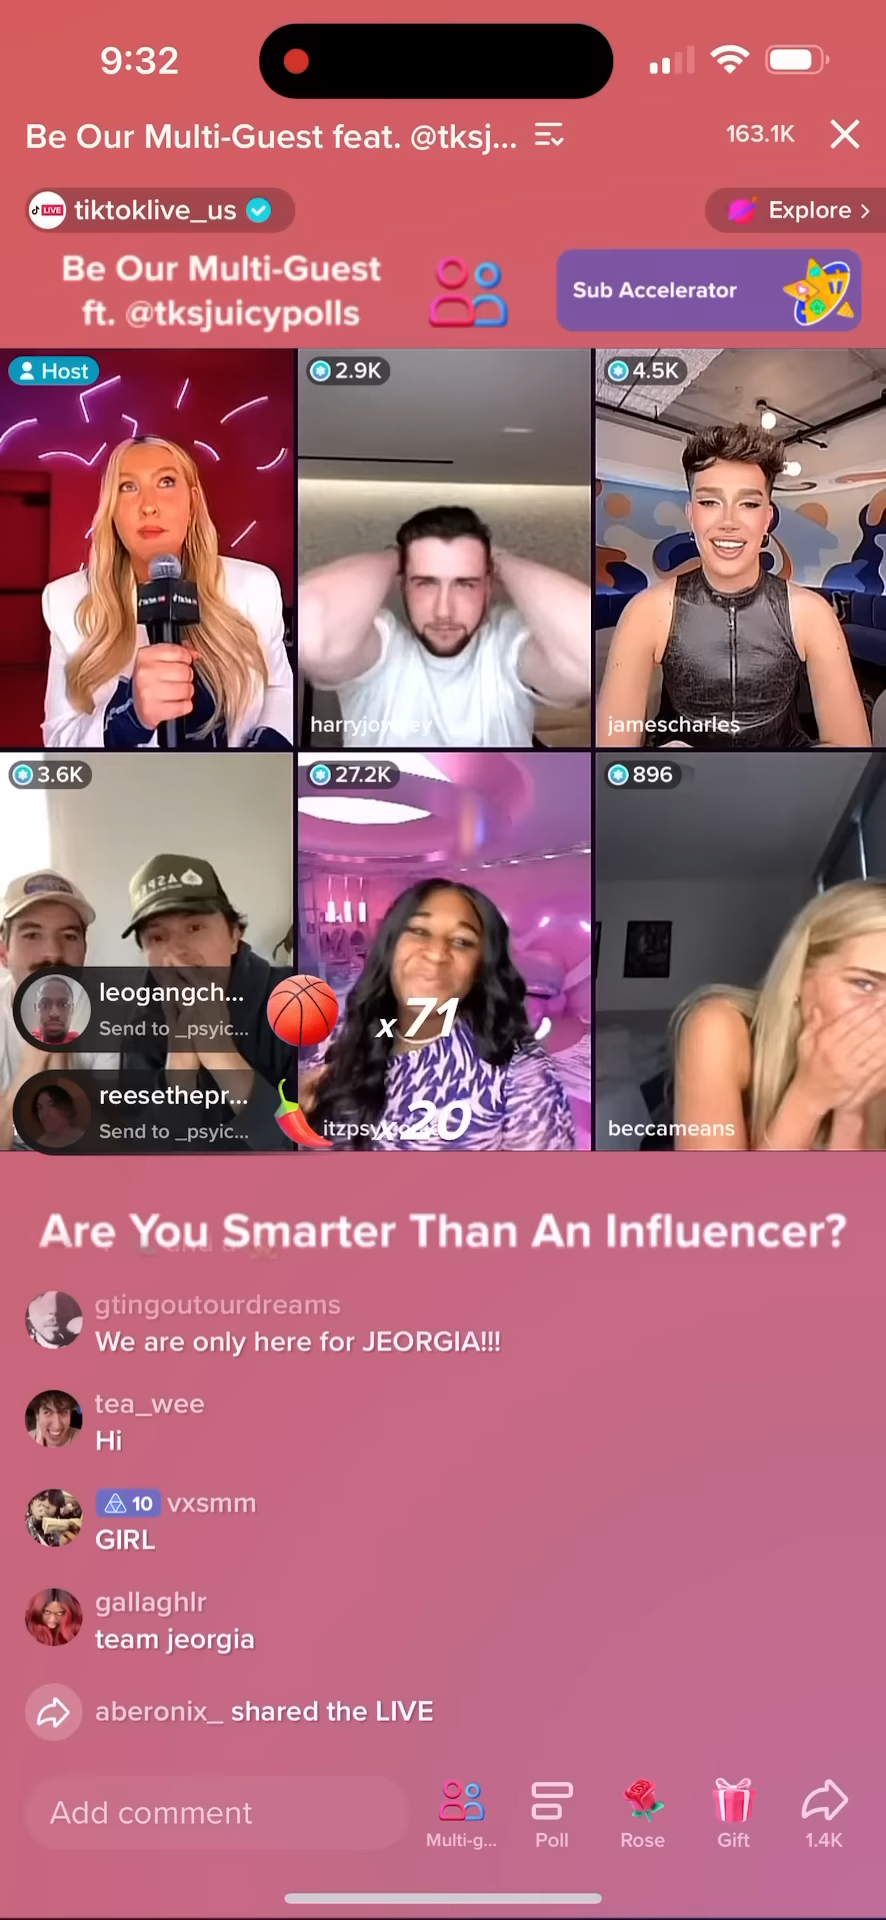 9:32
Be Our Multi-Guest feat. @tksj...
163.1K
LIVE
tiktoklive_us
Explore >
Be Our Multi-Guest
ft. @tksjuicypolls
Sub Accelerator
Host
2.9K
4.5K
jamescharles
3.6K
27.2K
896
leogangch...
Send to _psyic...
x71
reesethepr...
Send to _psyic...
x20
beccameans
Are You Smarter Than An Influencer?
gtingoutourdreams
We are only here for JEORGIA!!!
tea_wee
Hi
10 vxsmm
GIRL
gallaghlr
team jeorgia
aberonix_ shared the LIVE
Add comment
Multi-g...
Poll
Rose
Gift
1.4K